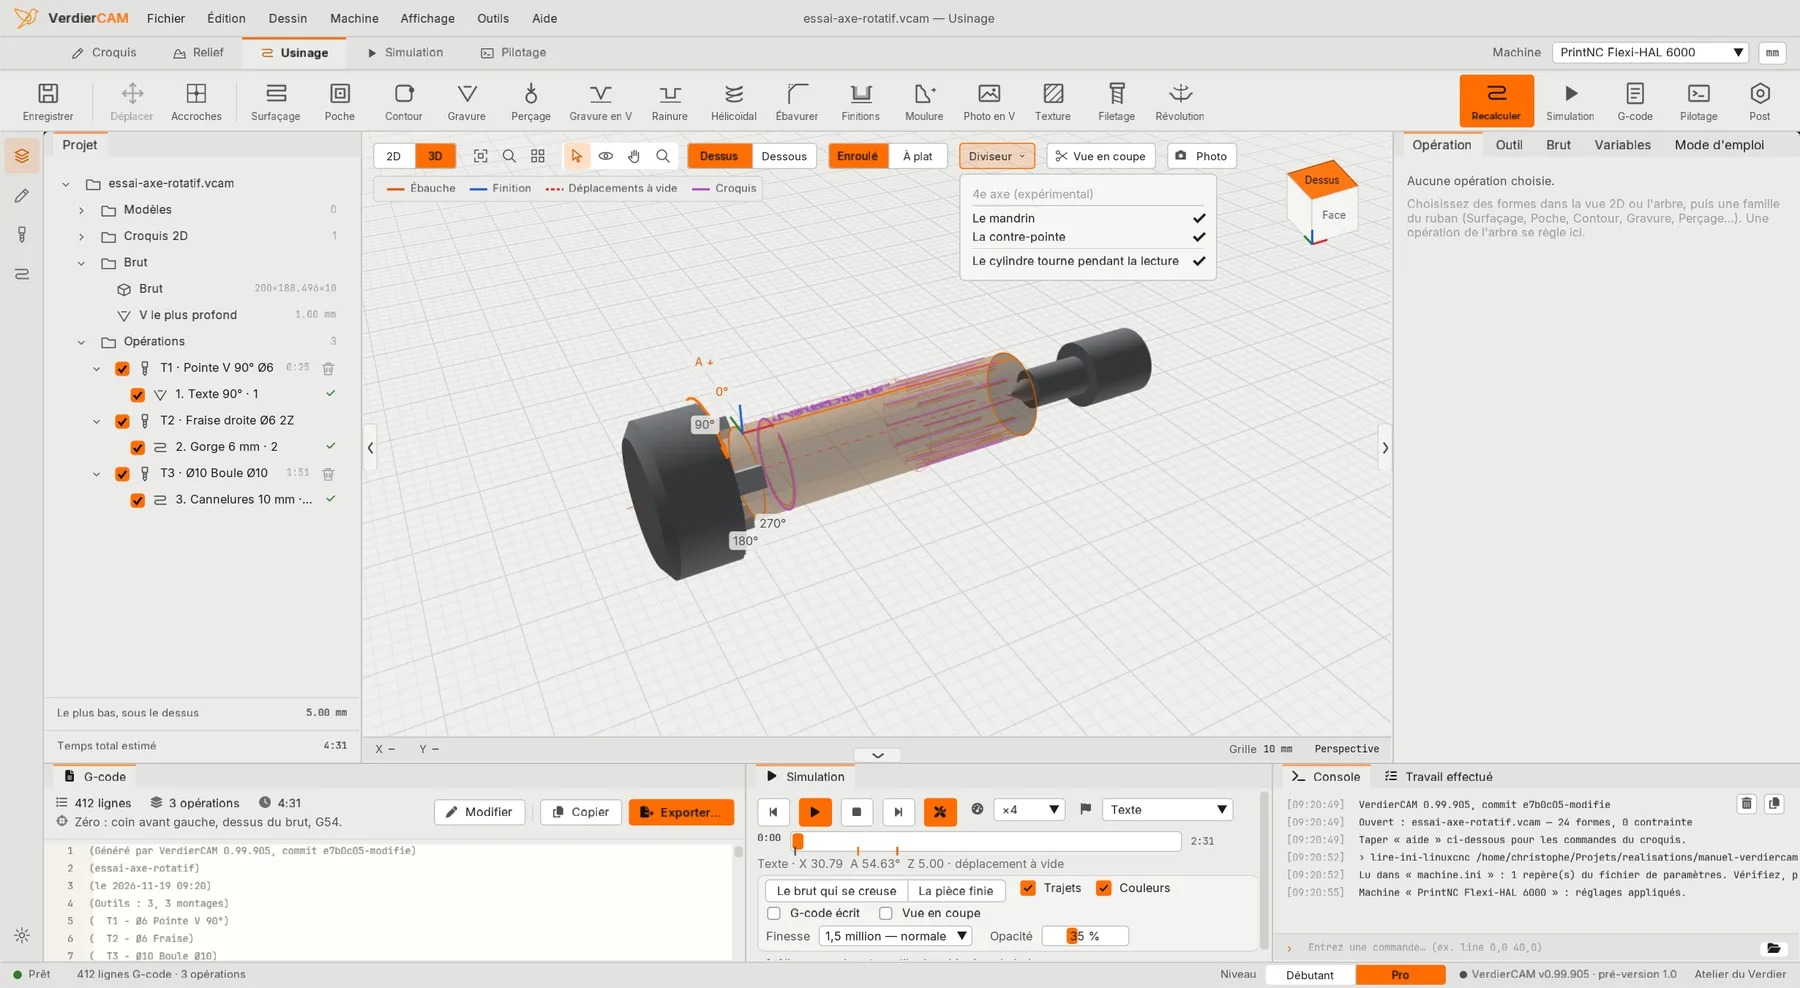 VerdierCAM Fichier Édition Dessin Machine Affichage Outils Aide
essai-axe-rotatif.vcam — Usinage
Croquis Relief Usinage Simulation Pilotage
Machine PrintNC Flexi-HAL 6000 mm
Enregistrer Déplacer Accroches Surfaçage Poche Contour Gravure Perçage Gravure en V Rainure Hélicoïdal Ébavurer Finitions Moulure Photo en V Texture Filetage Révolution
Recalculer Simulation G-code Pilotage Post
Projet
essai-axe-rotatif.vcam
Modèles 0
Croquis 2D 1
Brut
Brut 200×188.496×10
V le plus profond 1.00 mm
Opérations 3
T1 · Pointe V 90° Ø6 0:25
1. Texte 90° · 1
T2 · Fraise droite Ø6 2Z
2. Gorge 6 mm · 2
T3 · Ø10 Boule Ø10 1:51
3. Cannelures 10 mm ·...
Le plus bas, sous le dessus 5.00 mm
Temps total estimé 4:31
2D 3D Dessus Dessous Enroulé À plat Diviseur Vue en coupe Photo
Ébauche Finition Déplacements à vide Croquis
4e axe (expérimental)
Le mandrin
La contre-pointe
Le cylindre tourne pendant la lecture
Dessus
Face
A +
0°
90°
270°
180°
X – Y –
Grille 10 mm Perspective
Opération Outil Brut Variables Mode d'emploi
Aucune opération choisie.
Choisissez des formes dans la vue 2D ou l'arbre, puis une famille
du ruban (Surfaçage, Poche, Contour, Gravure, Perçage...). Une
opération de l'arbre se règle ici.
G-code
412 lignes 3 opérations 4:31
Zéro : coin avant gauche, dessus du brut, G54.
Modifier Copier Exporter...
1 (Généré par VerdierCAM 0.99.905, commit e7b0c05-modifie)
2 (essai-axe-rotatif)
3 (le 2026-11-19 09:20)
4 (Outils : 3, 3 montages)
5 ( T1 - Ø6 Pointe V 90°)
6 ( T2 - Ø6 Fraise)
7 ( T3 - Ø10 Boule Ø10)
Simulation
×4 Texte
0:00 2:31
Texte · X 30.79 A 54.63° Z 5.00 · déplacement à vide
Le brut qui se creuse La pièce finie Trajets Couleurs
G-code écrit Vue en coupe
Finesse 1,5 million — normale Opacité 35 %
Console Travail effectué
[09:20:49] VerdierCAM 0.99.905, commit e7b0c05-modifie
[09:20:49] Ouvert : essai-axe-rotatif.vcam — 24 formes, 0 contrainte
[09:20:49] Taper « aide » ci-dessous pour les commandes du croquis.
[09:20:52] › lire-ini-linuxcnc /home/christophe/Projets/realisations/manuel-verdiercam
[09:20:52] Lu dans « machine.ini » : 1 repère(s) du fichier de paramètres. Vérifiez, p
[09:20:55] Machine « PrintNC Flexi-HAL 6000 » : réglages appliqués.
› Entrez une commande… (ex. line 0,0 40,0)
Prêt 412 lignes G-code · 3 opérations
Niveau Débutant Pro VerdierCAM v0.99.905 · pré-version 1.0 Atelier du Verdier